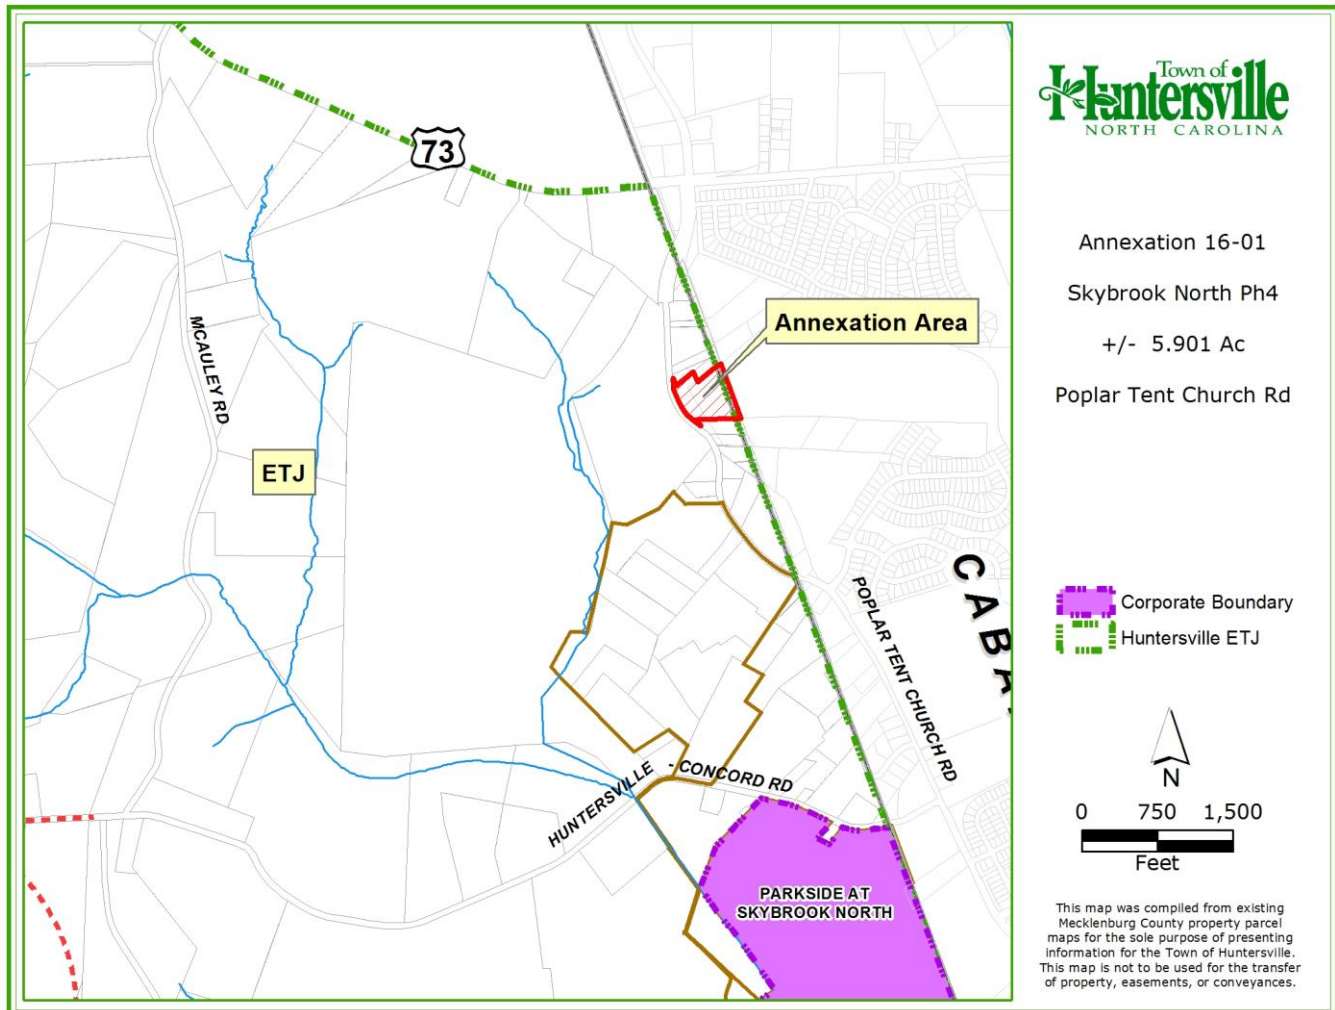 73
Annexation Area
MCAULEY RD
ETJ
CABA
POPLAR TENT CHURCH RD
HUNTERSVILLE - CONCORD RD
PARKSIDE AT
SKYBROOK NORTH
Town of
Huntersville
NORTH CAROLINA
Annexation 16-01
Skybrook North Ph4
+/- 5.901 Ac
Poplar Tent Church Rd
Corporate Boundary
Huntersville ETJ
N
0 750 1,500
Feet
This map was compiled from existing
Mecklenburg County property parcel
maps for the sole purpose of presenting
information for the Town of Huntersville.
This map is not to be used for the transfer
of property, easements, or conveyances.